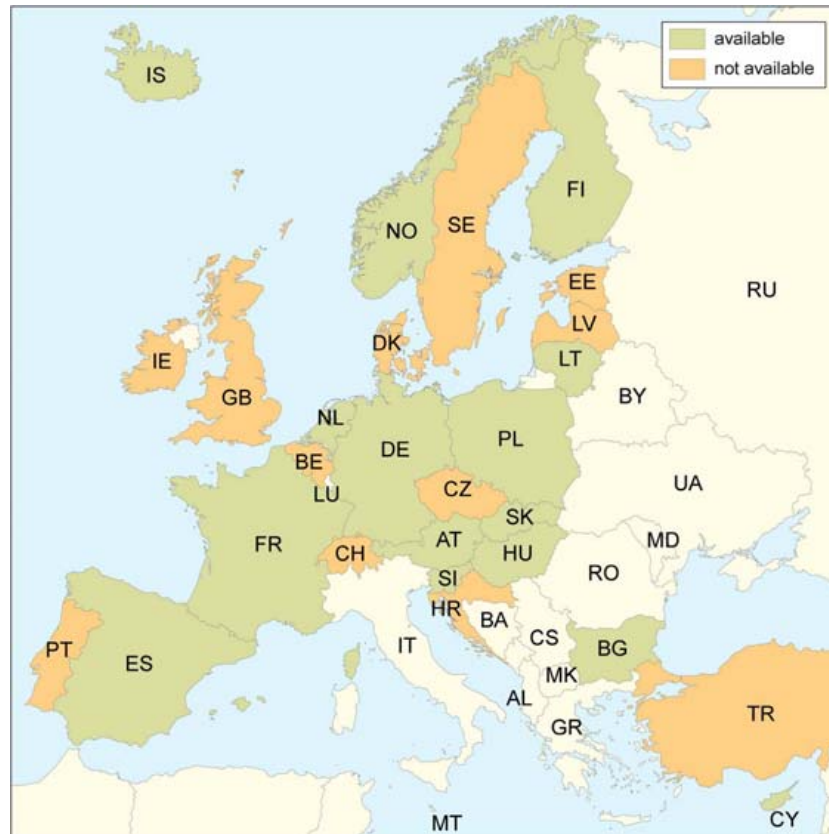 available
not available
IS
FI
NO
SE
EE
RU
LV
DK
LT
IE
GB
BY
NL
DE
PL
BE
CZ
LU
UA
SK
FR
AT
MD
CH
HU
SI
RO
HR
BA
CS
PT
ES
IT
BG
MK
AL
TR
GR
MT
CY